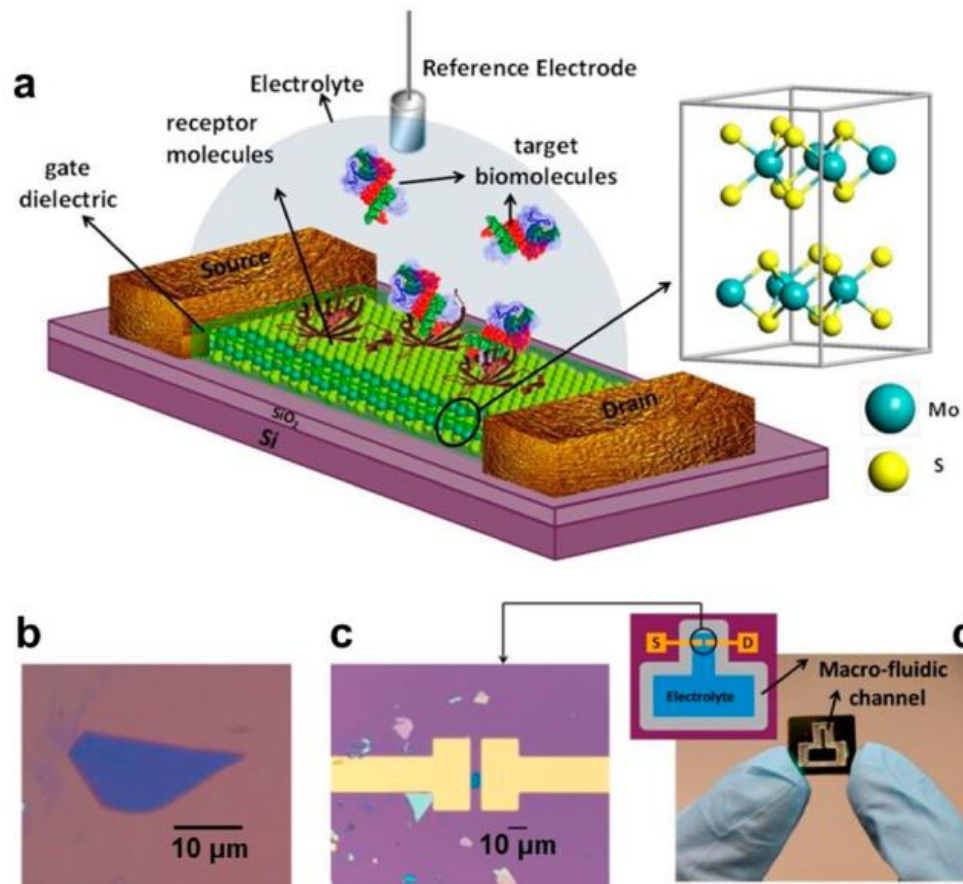 a
Electrolyte
Reference Electrode
receptor
molecules
target
biomolecules
gate
dielectric
Source
Drain
SiO2
Si
Mo
S
b
10 µm
c
10 µm
S
D
Electrolyte
Macro-fluidic
channel